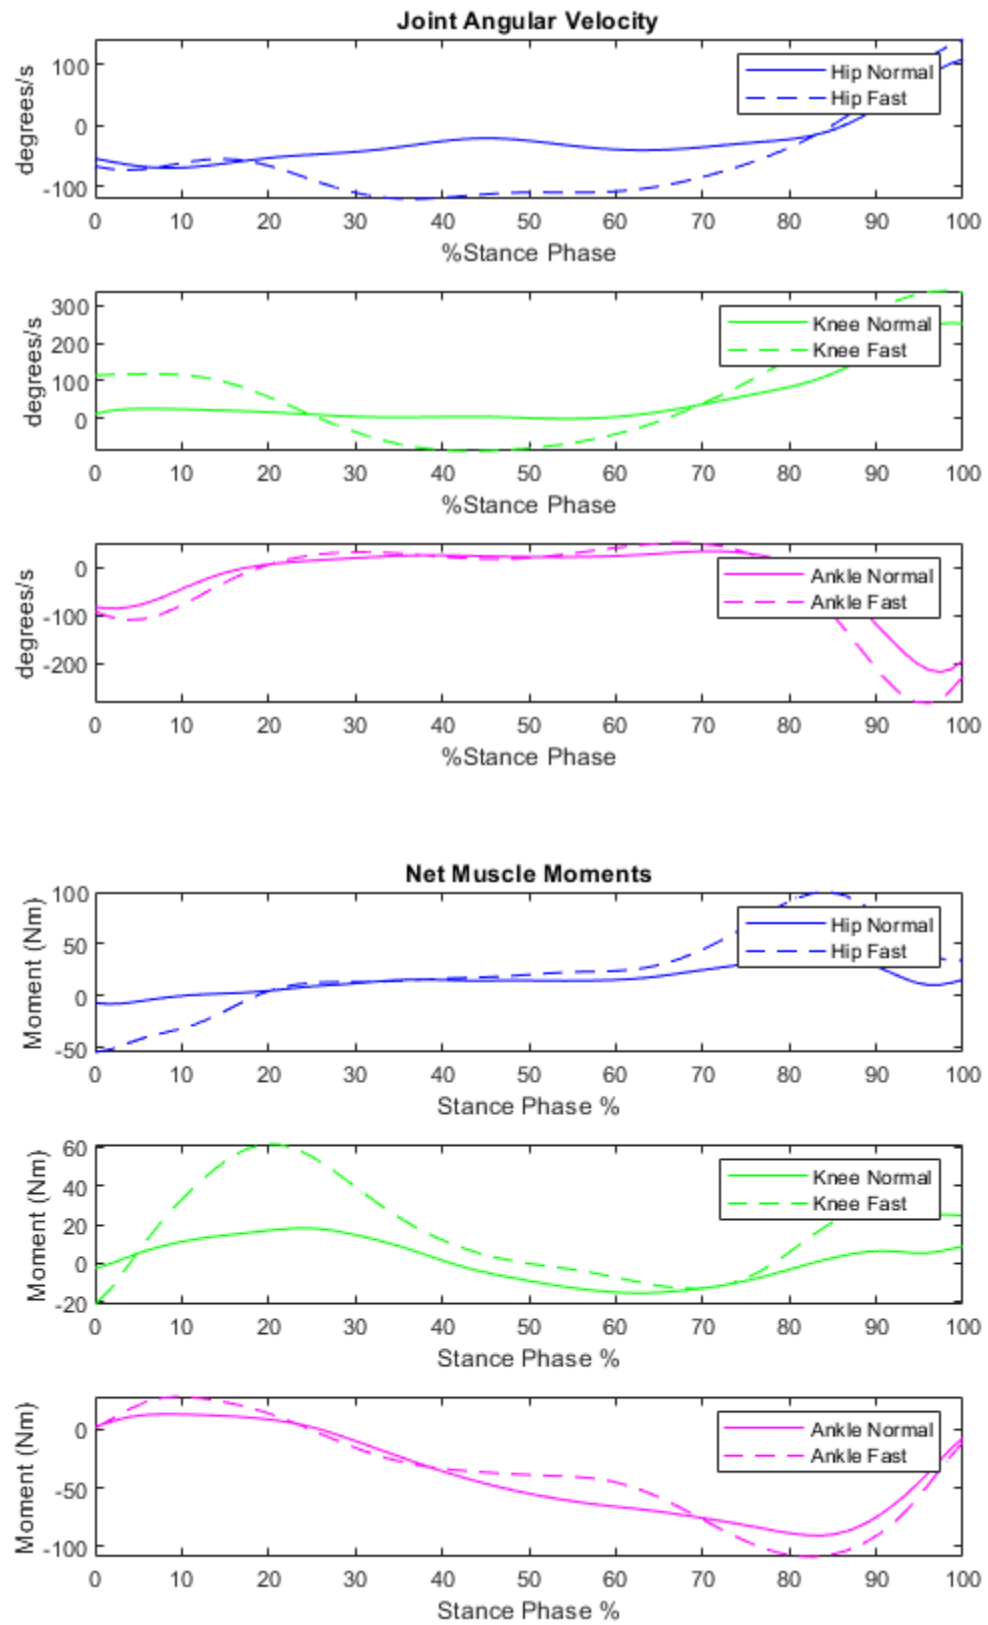 Joint Angular Velocity
degrees/s
100
0
-100
Hip Normal
Hip Fast
0 10 20 30 40 50 60 70 80 90 100
%Stance Phase
degrees/s
300
200
100
0
Knee Normal
Knee Fast
0 10 20 30 40 50 60 70 80 90 100
%Stance Phase
degrees/s
0
-100
-200
Ankle Normal
Ankle Fast
0 10 20 30 40 50 60 70 80 90 100
%Stance Phase
Net Muscle Moments
Moment (Nm)
100
50
0
-50
Hip Normal
Hip Fast
0 10 20 30 40 50 60 70 80 90 100
Stance Phase %
Moment (Nm)
60
40
20
0
-20
Knee Normal
Knee Fast
0 10 20 30 40 50 60 70 80 90 100
Stance Phase %
Moment (Nm)
0
-50
-100
Ankle Normal
Ankle Fast
0 10 20 30 40 50 60 70 80 90 100
Stance Phase %